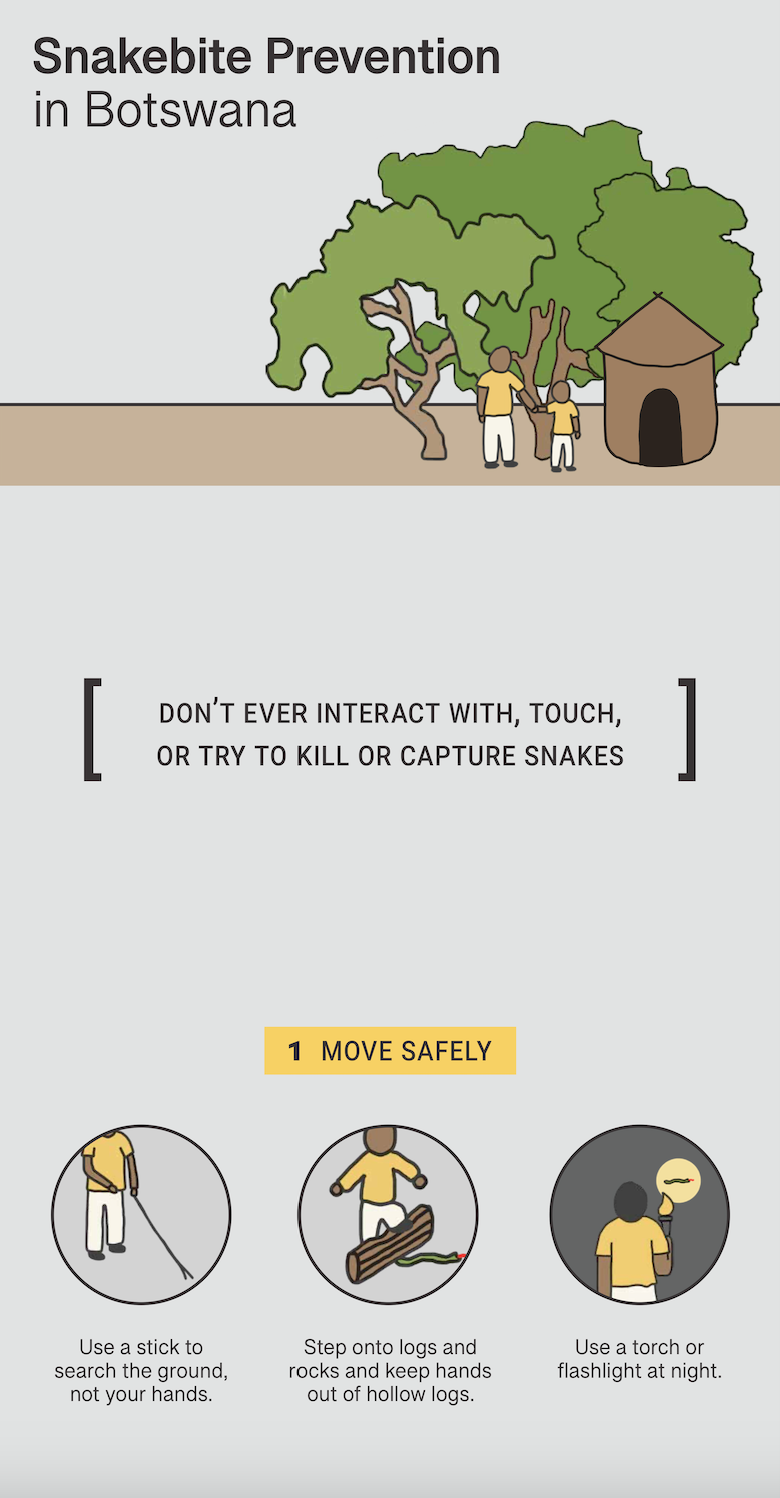 Snakebite Prevention
in Botswana
DON'T EVER INTERACT WITH, TOUCH,
OR TRY TO KILL OR CAPTURE SNAKES
1 MOVE SAFELY
Use a stick to
search the ground,
not your hands.
Step onto logs and
rocks and keep hands
out of hollow logs.
Use a torch or
flashlight at night.